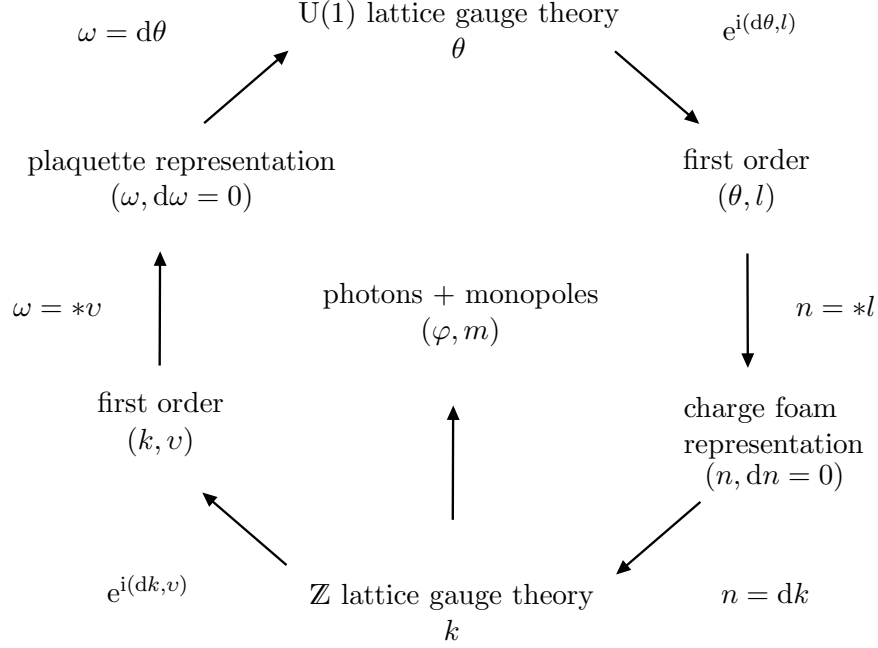 U(1) lattice gauge theory
θ
ω = dθ
e^{i(dθ,l)}
plaquette representation
(ω, dω = 0)
first order
(θ, l)
ω = ∗υ
photons + monopoles
(φ, m)
n = ∗l
first order
(k, υ)
charge foam
representation
(n, dn = 0)
e^{i(dk,υ)}
ℤ lattice gauge theory
k
n = dk